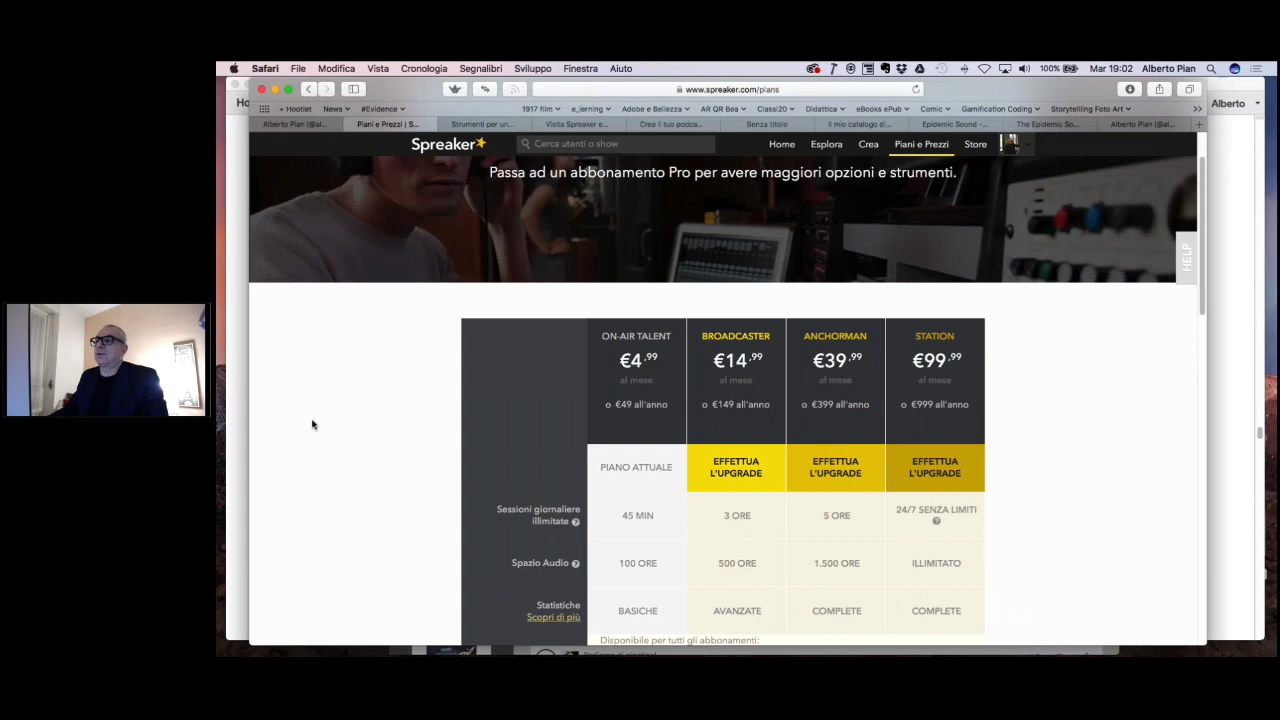 Safari File Modifica Vista Cronologia Segnalibri Sviluppo Finestra Aiuto 100% Mar 19:02 Alberto Pian
www.spreaker.com/plans
Ho
Alberto
+ Hootlet News #Evidence 1917 film e_lerning Adobe e Bellezza AR QR Bea Classi20 Didattica eBooks ePub Comic Gamification Coding Storytelling Foto Art
Alberto Pian (@al... Piani e Prezzi | S... Strumenti per un... Visita Spreaker e... Crea il tuo podca... Senza titolo Il mio catalogo di... Epidemic Sound -... The Epidemic So... Alberto Pian (@al...
Spreaker Cerca utenti o show Home Esplora Crea Piani e Prezzi Store
Passa ad un abbonamento Pro per avere maggiori opzioni e strumenti.
HELP
ON-AIR TALENT BROADCASTER ANCHORMAN STATION
€4,99 €14,99 €39,99 €99,99
al mese al mese al mese al mese
o €49 all'anno o €149 all'anno o €399 all'anno o €999 all'anno
PIANO ATTUALE EFFETTUA L'UPGRADE EFFETTUA L'UPGRADE EFFETTUA L'UPGRADE
Sessioni giornaliere illimitate 45 MIN 3 ORE 5 ORE 24/7 SENZA LIMITI
Spazio Audio 100 ORE 500 ORE 1.500 ORE ILLIMITATO
Statistiche BASICHE AVANZATE COMPLETE COMPLETE
Scopri di più
Disponibile per tutti gli abbonamenti: